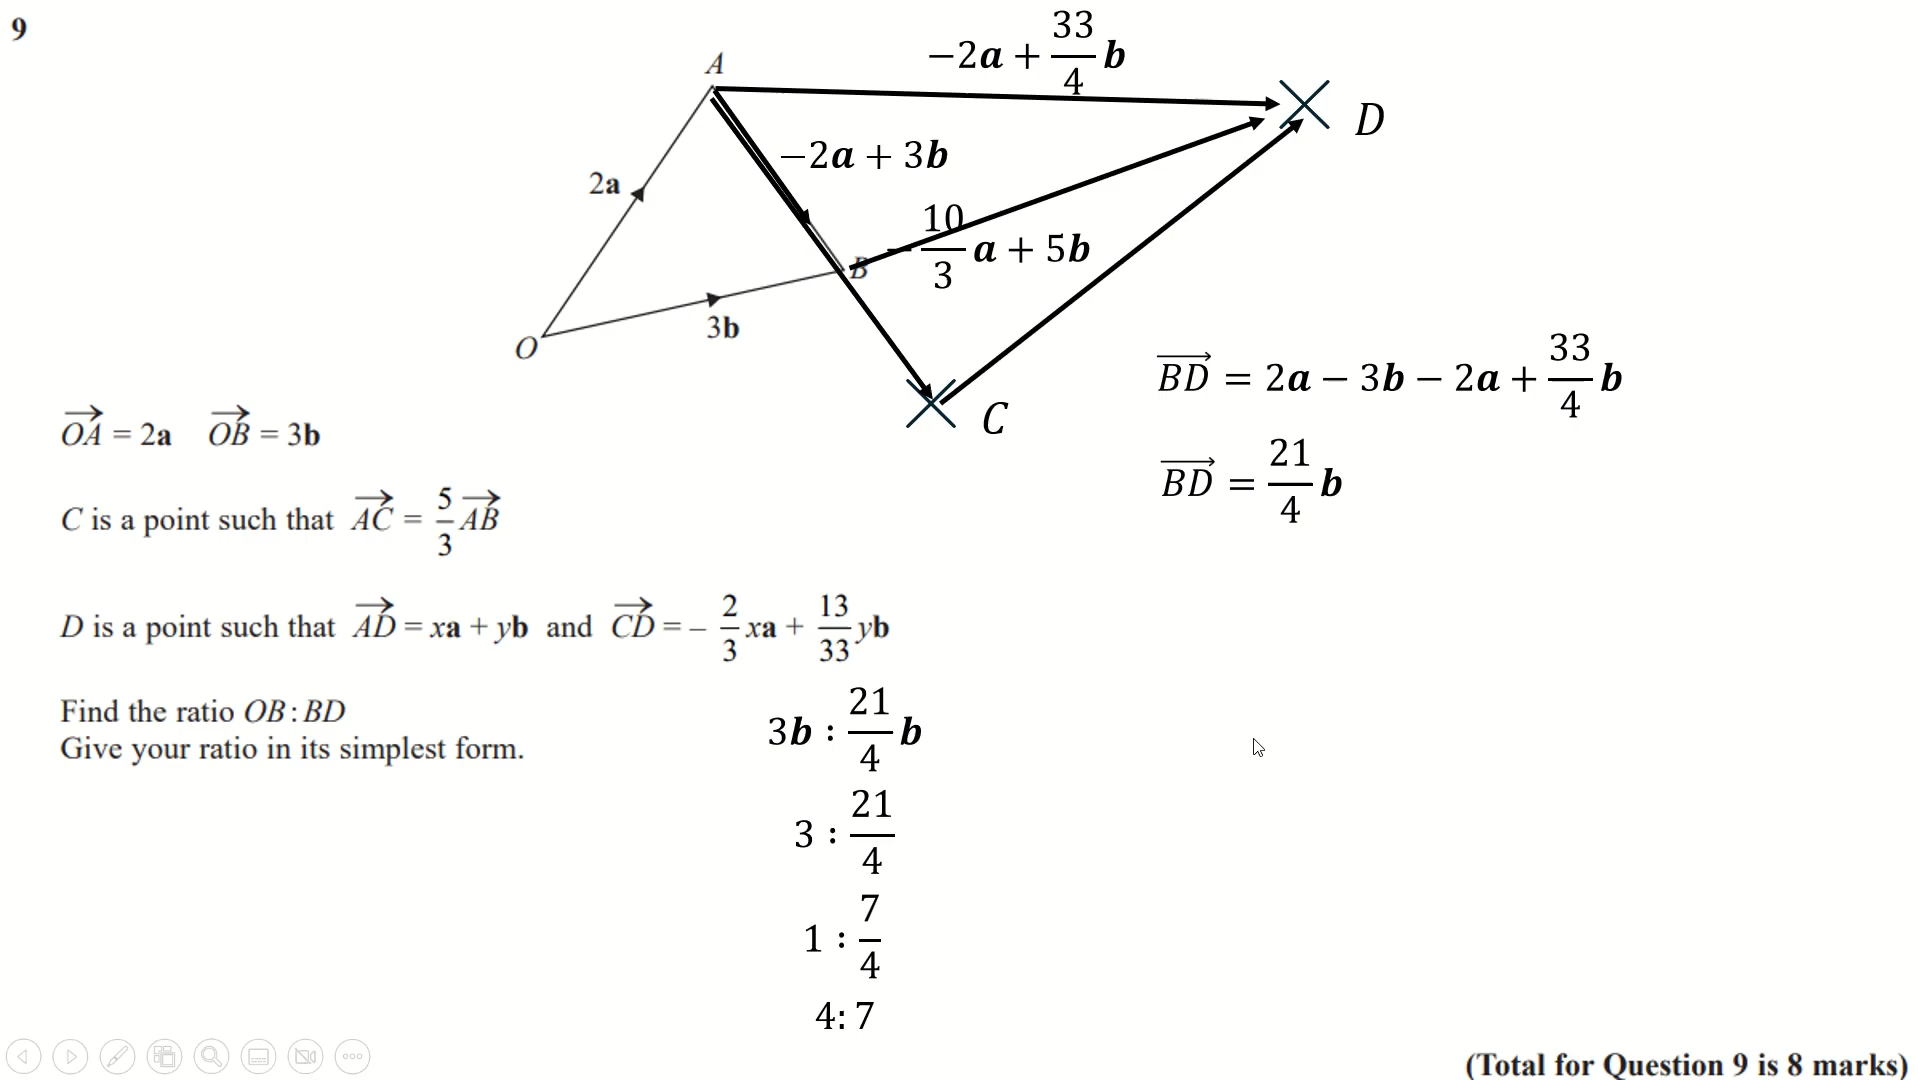 9
A
−2a + 33/4 b
D
−2a + 3b
2a
−10/3 a + 5b
B
3b
O
C
BD = 2a − 3b − 2a + 33/4 b
BD = 21/4 b
OA = 2a OB = 3b
C is a point such that AC = 5/3 AB
D is a point such that AD = xa + yb and CD = − 2/3 xa + 13/33 yb
Find the ratio OB : BD
Give your ratio in its simplest form.
3b : 21/4 b
3 : 21/4
1 : 7/4
4: 7
(Total for Question 9 is 8 marks)